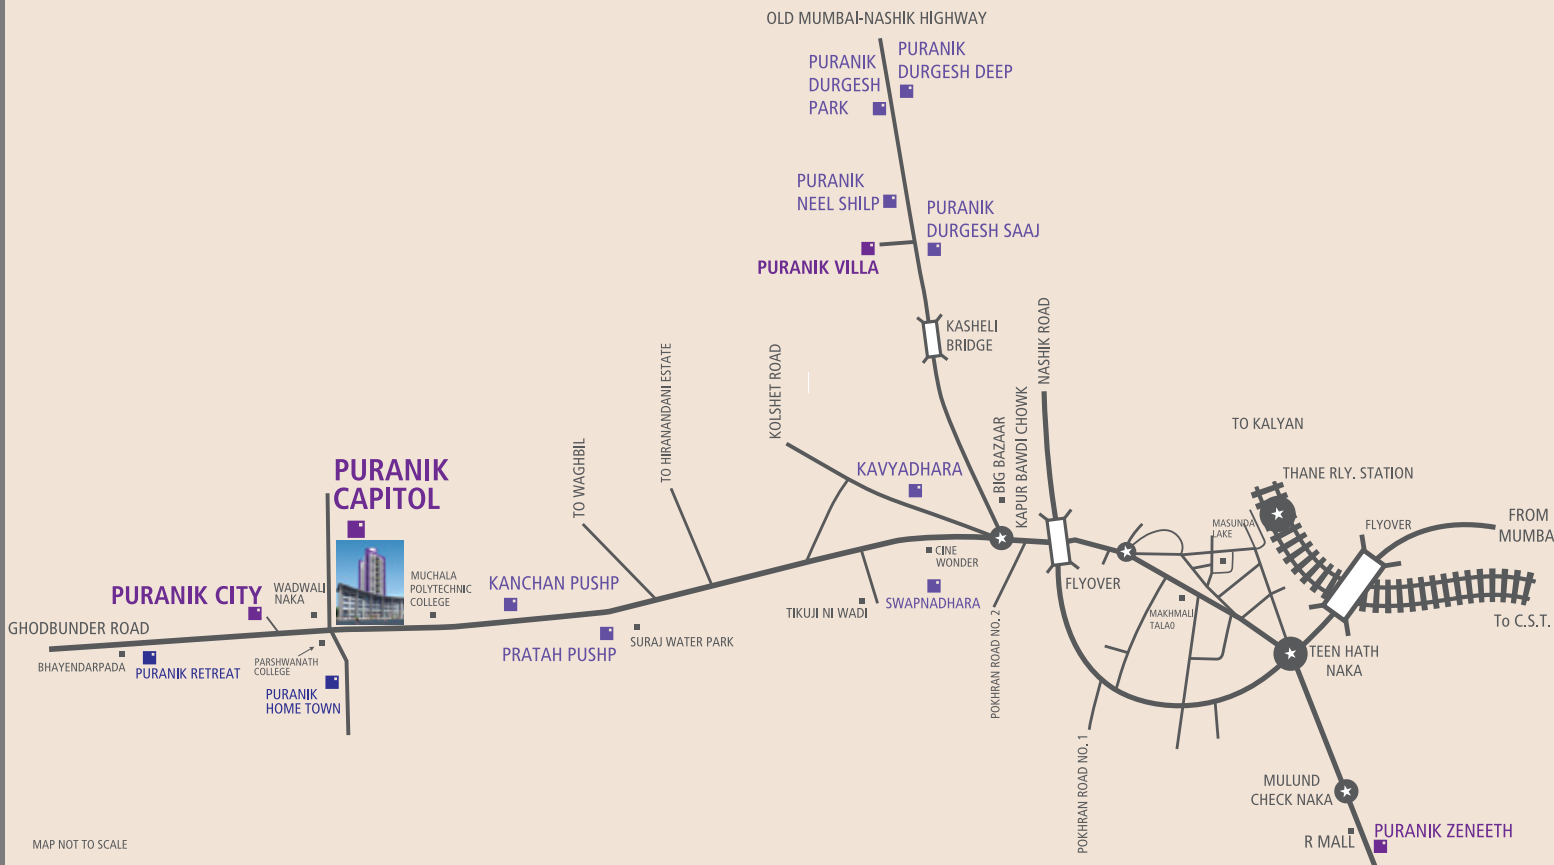 OLD MUMBAI-NASHIK HIGHWAY
PURANIK
DURGESH DEEP
PURANIK
DURGESH
PARK
PURANIK
NEEL SHILP
PURANIK
DURGESH SAAJ
PURANIK VILLA
KASHELI
BRIDGE
NASHIK ROAD
KOLSHET ROAD
TO HIRANANDANI ESTATE
TO WAGHBIL
BIG BAZAAR
KAPUR BAWDI CHOWK
TO KALYAN
THANE RLY. STATION
KAVYADHARA
PURANIK
CAPITOL
FROM
MUMBA
FLYOVER
MASUNDA
LAKE
CINE
WONDER
FLYOVER
MUCHALA
POLYTECHNIC
COLLEGE
KANCHAN PUSHP
PURANIK CITY
WADWALI
NAKA
SWAPNADHARA
TIKUJI NI WADI
MAKHMALI
TALAO
To C.S.T.
GHODBUNDER ROAD
SURAJ WATER PARK
PRATAH PUSHP
POKHRAN ROAD NO. 2
TEEN HATH
NAKA
BHAYENDARPADA
PURANIK RETREAT
PARSHWANATH
COLLEGE
PURANIK
HOME TOWN
POKHRAN ROAD NO. 1
MULUND
CHECK NAKA
R MALL
PURANIK ZENEETH
MAP NOT TO SCALE